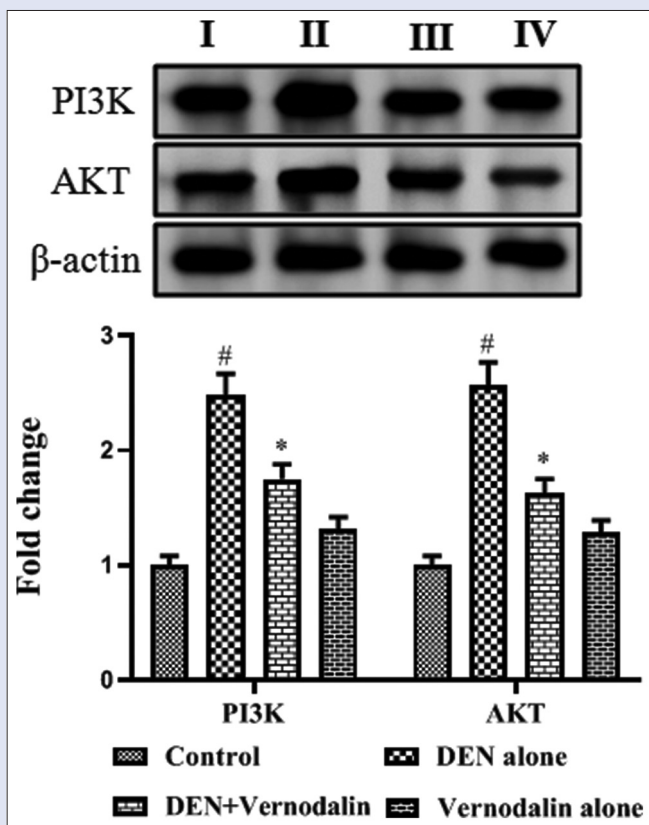 I II III IV
PI3K
AKT
β-actin
3
# #
2
* *
1
0
Fold change
PI3K AKT
Control DEN alone
DEN+Vernodalin Vernodalin alone